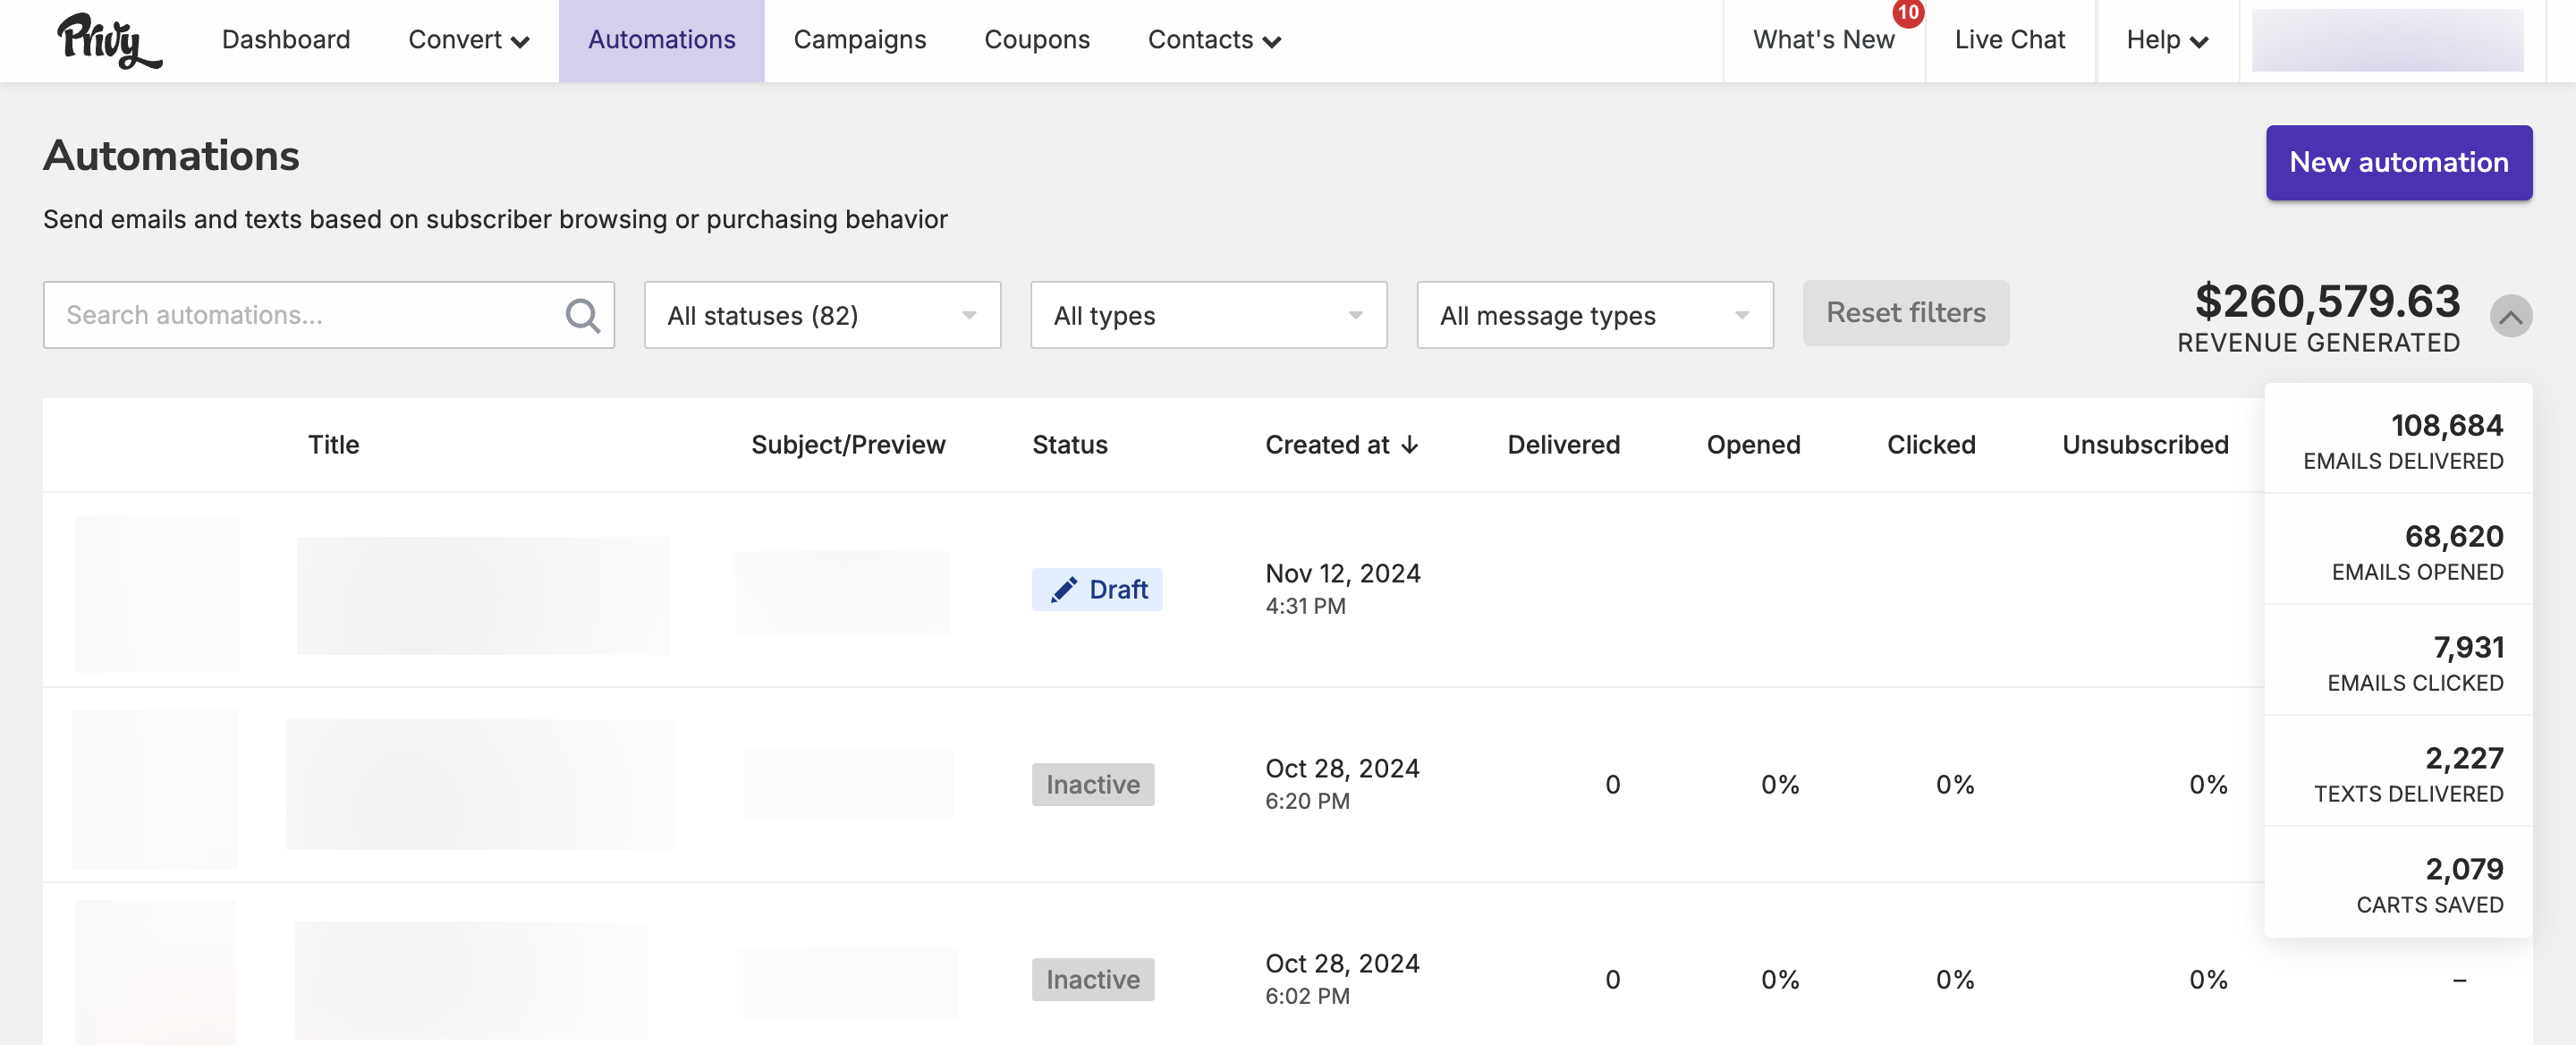 Privy Dashboard Convert Automations Campaigns Coupons Contacts What's New 10 Live Chat Help
Automations
New automation
Send emails and texts based on subscriber browsing or purchasing behavior
Search automations... All statuses (82) All types All message types Reset filters $260,579.63
REVENUE GENERATED
Title Subject/Preview Status Created at ↓ Delivered Opened Clicked Unsubscribed
108,684
EMAILS DELIVERED
68,620
EMAILS OPENED
7,931
EMAILS CLICKED
2,227
TEXTS DELIVERED
2,079
CARTS SAVED
Draft Nov 12, 2024
4:31 PM
Inactive Oct 28, 2024 0 0% 0% 0%
6:20 PM
Inactive Oct 28, 2024 0 0% 0% 0% –
6:02 PM